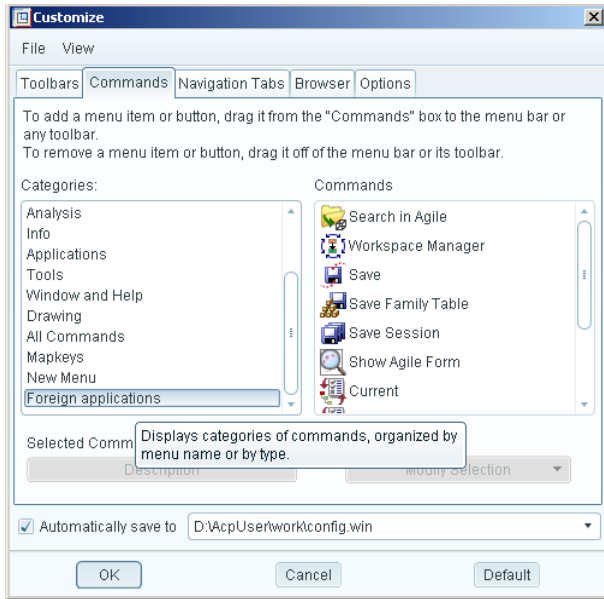 Customize
File View
Toolbars Commands Navigation Tabs Browser Options
To add a menu item or button, drag it from the "Commands" box to the menu bar or
any toolbar.
To remove a menu item or button, drag it off of the menu bar or its toolbar.
Categories:
Commands
Analysis
Info
Applications
Tools
Window and Help
Drawing
All Commands
Mapkeys
New Menu
Foreign applications
Search in Agile
Workspace Manager
Save
Save Family Table
Save Session
Show Agile Form
Current
Selected Comm
Displays categories of commands, organized by
menu name or by type.
Description
Modify Selection
Automatically save to D:\AcpUser\work\config.win
OK Cancel Default